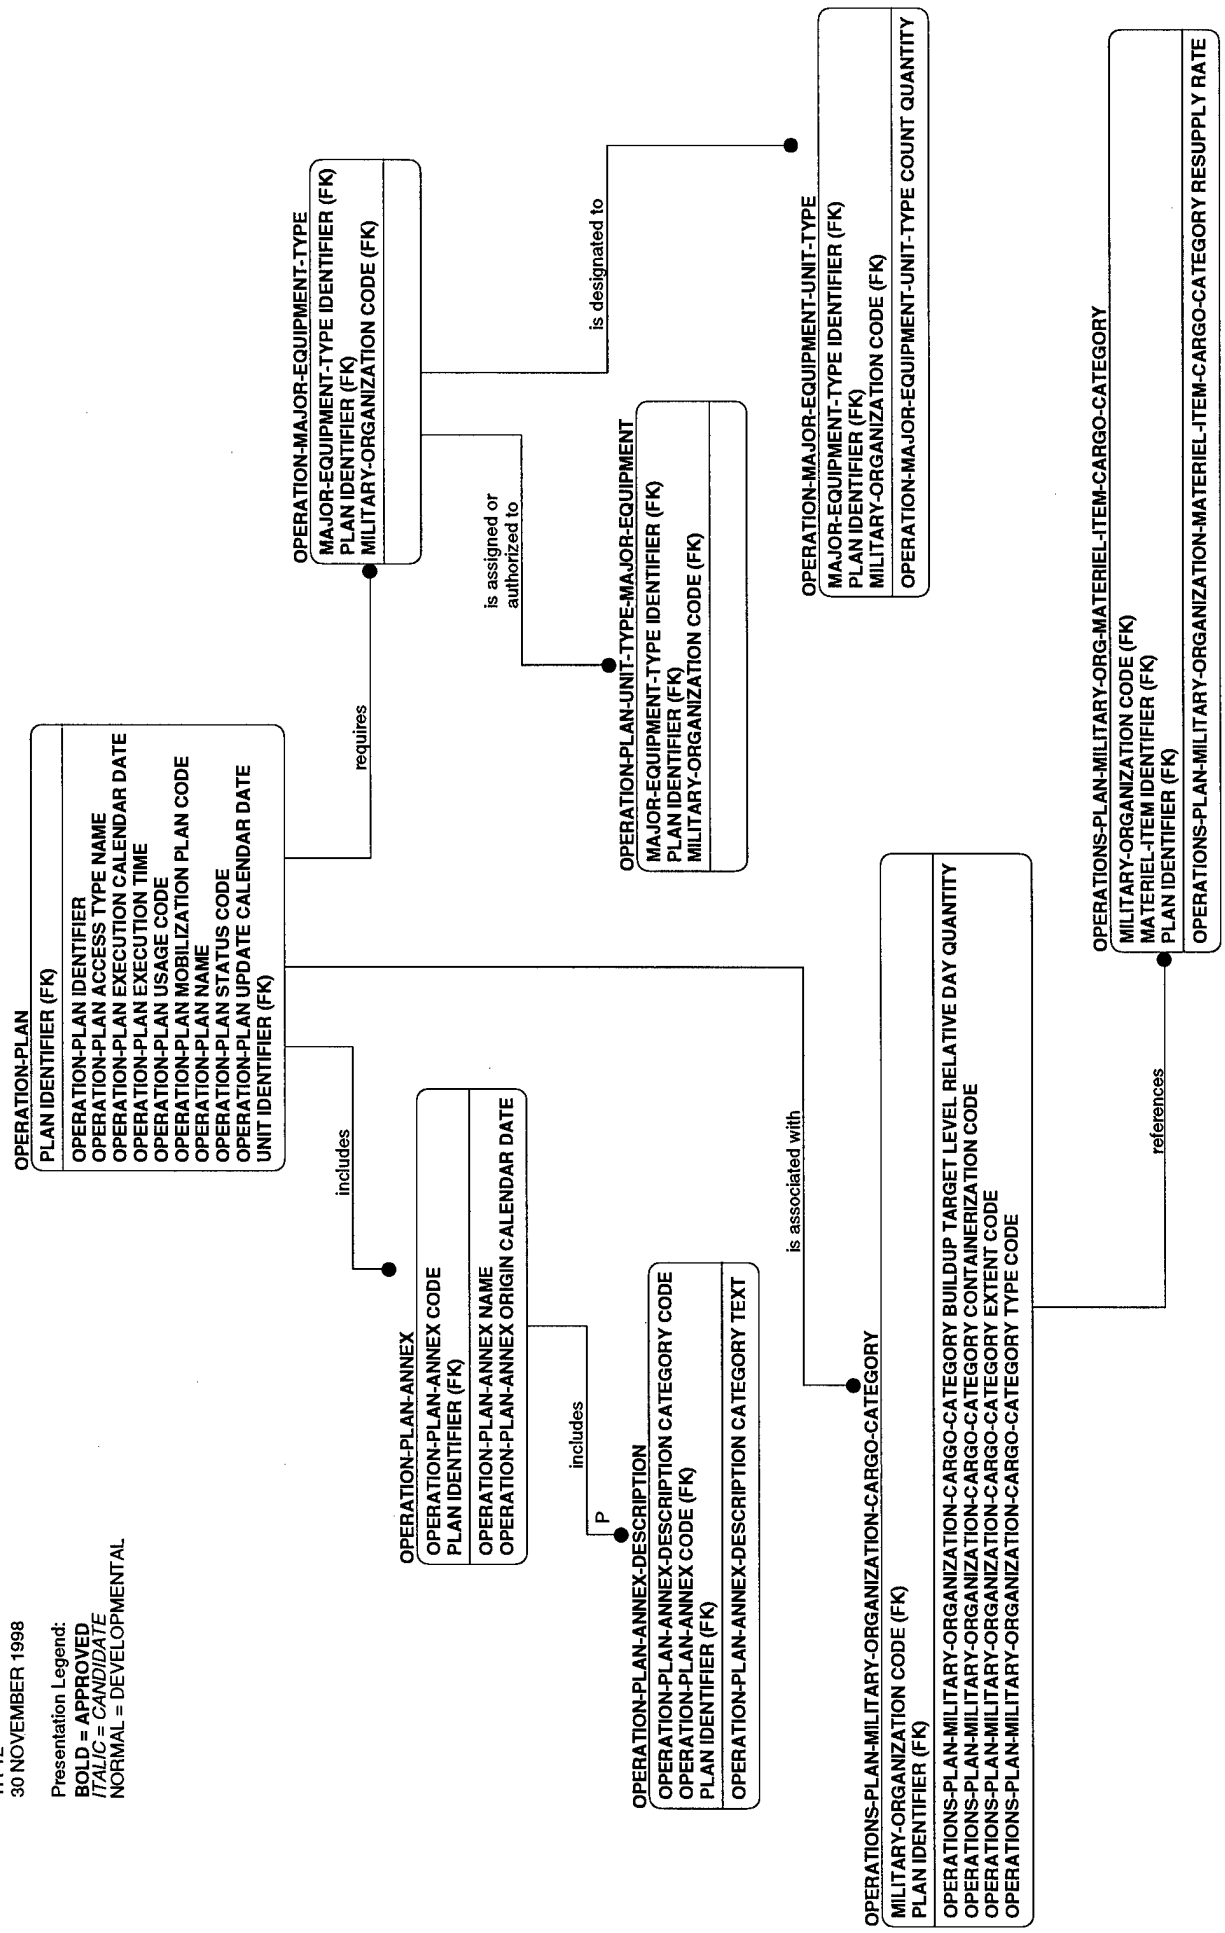 30 NOVEMBER 1998
Presentation Legend:
BOLD = APPROVED
ITALIC = CANDIDATE
NORMAL = DEVELOPMENTAL
OPERATION-PLAN
PLAN IDENTIFIER (FK)
OPERATION-PLAN IDENTIFIER
OPERATION-PLAN ACCESS TYPE NAME
OPERATION-PLAN EXECUTION CALENDAR DATE
OPERATION-PLAN EXECUTION TIME
OPERATION-PLAN USAGE CODE
OPERATION-PLAN MOBILIZATION PLAN CODE
OPERATION-PLAN NAME
OPERATION-PLAN STATUS CODE
OPERATION-PLAN UPDATE CALENDAR DATE
UNIT IDENTIFIER (FK)
includes
requires
OPERATION-MAJOR-EQUIPMENT-TYPE
MAJOR-EQUIPMENT-TYPE IDENTIFIER (FK)
PLAN IDENTIFIER (FK)
MILITARY-ORGANIZATION CODE (FK)
OPERATION-PLAN-ANNEX
OPERATION-PLAN-ANNEX CODE
PLAN IDENTIFIER (FK)
OPERATION-PLAN-ANNEX NAME
OPERATION-PLAN-ANNEX ORIGIN CALENDAR DATE
is assigned or
authorized to
is designated to
includes
P
OPERATION-PLAN-ANNEX-DESCRIPTION
OPERATION-PLAN-ANNEX-DESCRIPTION CATEGORY CODE
OPERATION-PLAN-ANNEX CODE (FK)
PLAN IDENTIFIER (FK)
OPERATION-PLAN-ANNEX-DESCRIPTION CATEGORY TEXT
OPERATION-PLAN-UNIT-TYPE-MAJOR-EQUIPMENT
MAJOR-EQUIPMENT-TYPE IDENTIFIER (FK)
PLAN IDENTIFIER (FK)
MILITARY-ORGANIZATION CODE (FK)
is associated with
OPERATION-MAJOR-EQUIPMENT-UNIT-TYPE
MAJOR-EQUIPMENT-TYPE IDENTIFIER (FK)
PLAN IDENTIFIER (FK)
MILITARY-ORGANIZATION CODE (FK)
OPERATION-MAJOR-EQUIPMENT-UNIT-TYPE COUNT QUANTITY
OPERATIONS-PLAN-MILITARY-ORGANIZATION-CARGO-CATEGORY
MILITARY-ORGANIZATION CODE (FK)
PLAN IDENTIFIER (FK)
OPERATIONS-PLAN-MILITARY-ORGANIZATION-CARGO-CATEGORY BUILDUP TARGET LEVEL RELATIVE DAY QUANTITY
OPERATIONS-PLAN-MILITARY-ORGANIZATION-CARGO-CATEGORY CONTAINERIZATION CODE
OPERATIONS-PLAN-MILITARY-ORGANIZATION-CARGO-CATEGORY EXTENT CODE
OPERATIONS-PLAN-MILITARY-ORGANIZATION-CARGO-CATEGORY TYPE CODE
references
OPERATIONS-PLAN-MILITARY-ORG-MATERIEL-ITEM-CARGO-CATEGORY
MILITARY-ORGANIZATION CODE (FK)
MATERIEL-ITEM IDENTIFIER (FK)
PLAN IDENTIFIER (FK)
OPERATIONS-PLAN-MILITARY-ORGANIZATION-MATERIEL-ITEM-CARGO-CATEGORY RESUPPLY RATE